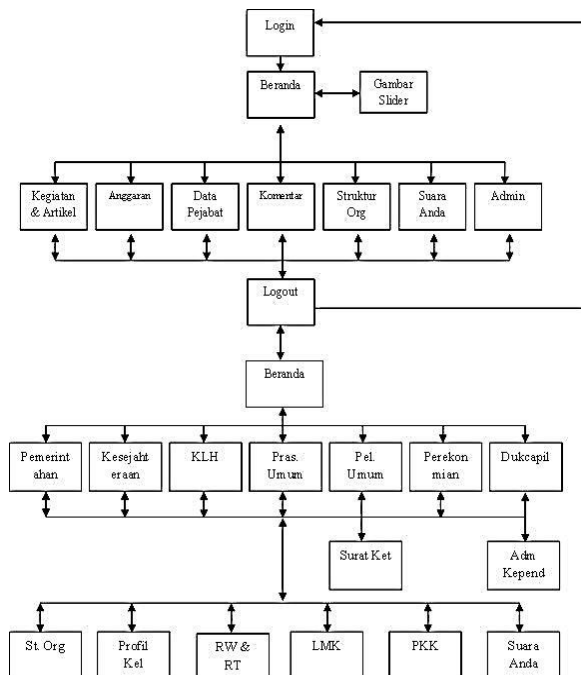 Login
Beranda
Gambar
Slider
Kegiatan
& Artikel
Anggaran
Data
Pejabat
Komentar
Struktur
Org
Suara
Anda
Admin
Logout
Beranda
Pemerint
ahan
Kesejaht
eraan
KLH
Pras.
Umum
Pel.
Umum
Perekon
mian
Dukcapil
Surat Ket
Adm
Kepend
St. Org
Profil
Kel
RW &
RT
LMK
PKK
Suara
Anda